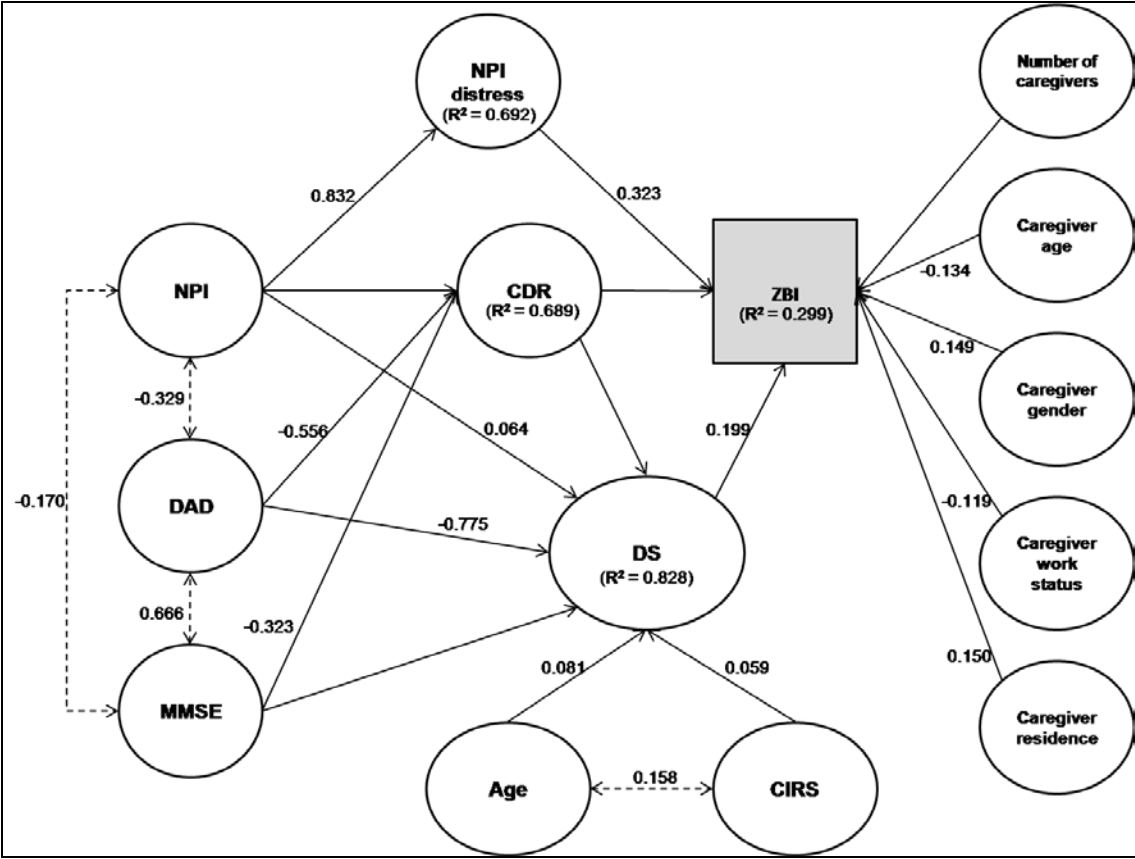 NPI
distress
(R² = 0.692)
Number of
caregivers
0.832
0.323
Caregiver
age
-0.134
NPI
CDR
(R² = 0.689)
ZBI
(R² = 0.299)
0.149
Caregiver
gender
-0.329
-0.556
0.064
0.199
-0.170
DAD
-0.775
-0.119
Caregiver
work
status
DS
(R² = 0.828)
0.666
-0.323
0.081
0.059
0.150
MMSE
Caregiver
residence
Age
0.158
CIRS